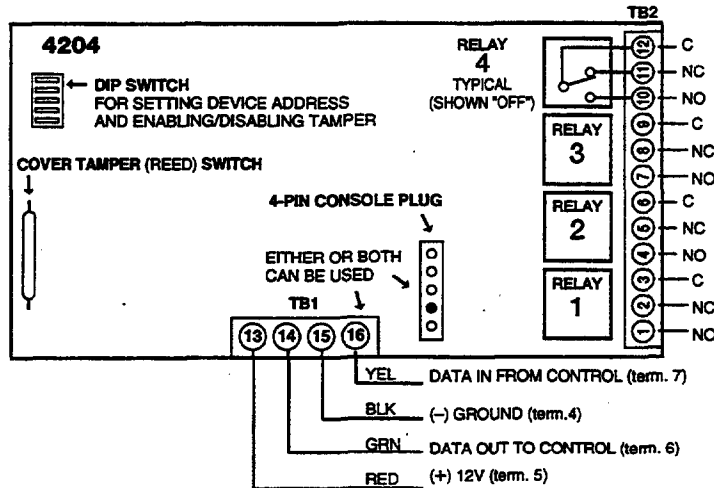 TB2
4204
DIP SWITCH
FOR SETTING DEVICE ADDRESS
AND ENABLING/DISABLING TAMPER
COVER TAMPER (REED) SWITCH
RELAY
4
TYPICAL
(SHOWN "OFF")
4-PIN CONSOLE PLUG
EITHER OR BOTH
CAN BE USED
TB1
13 14 15 16
RELAY
3
RELAY
2
RELAY
1
12 C
11 NC
10 NO
9 C
8 NC
7 NO
6 C
5 NC
4 NO
3 C
2 NC
1 NO
YEL DATA IN FROM CONTROL (term. 7)
BLK (–) GROUND (term.4)
GRN DATA OUT TO CONTROL (term. 6)
RED (+) 12V (term. 5)